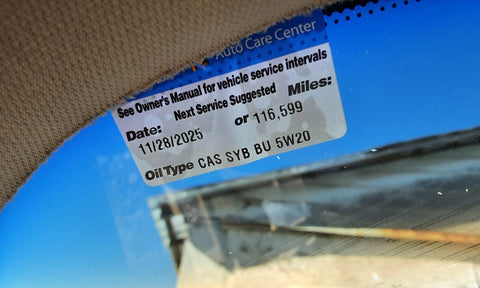 Auto Care Center
See Owner's Manual for vehicle service intervals
Next Service Suggested
Date: Miles:
11/28/2025 or 116,599
Oil Type CAS SYB BU 5W20